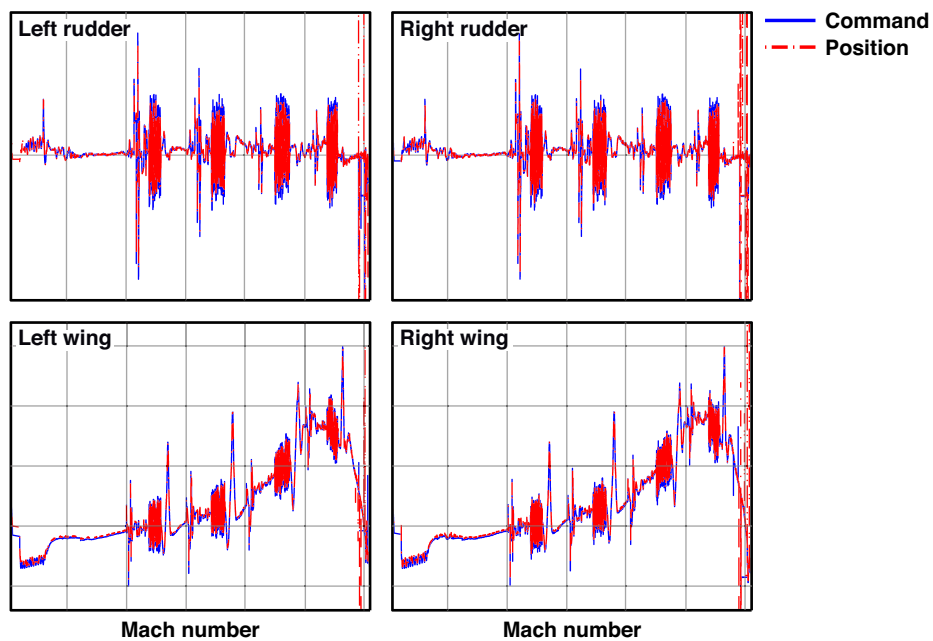 Left rudder
Right rudder
Command
Position
Left wing
Right wing
Mach number
Mach number